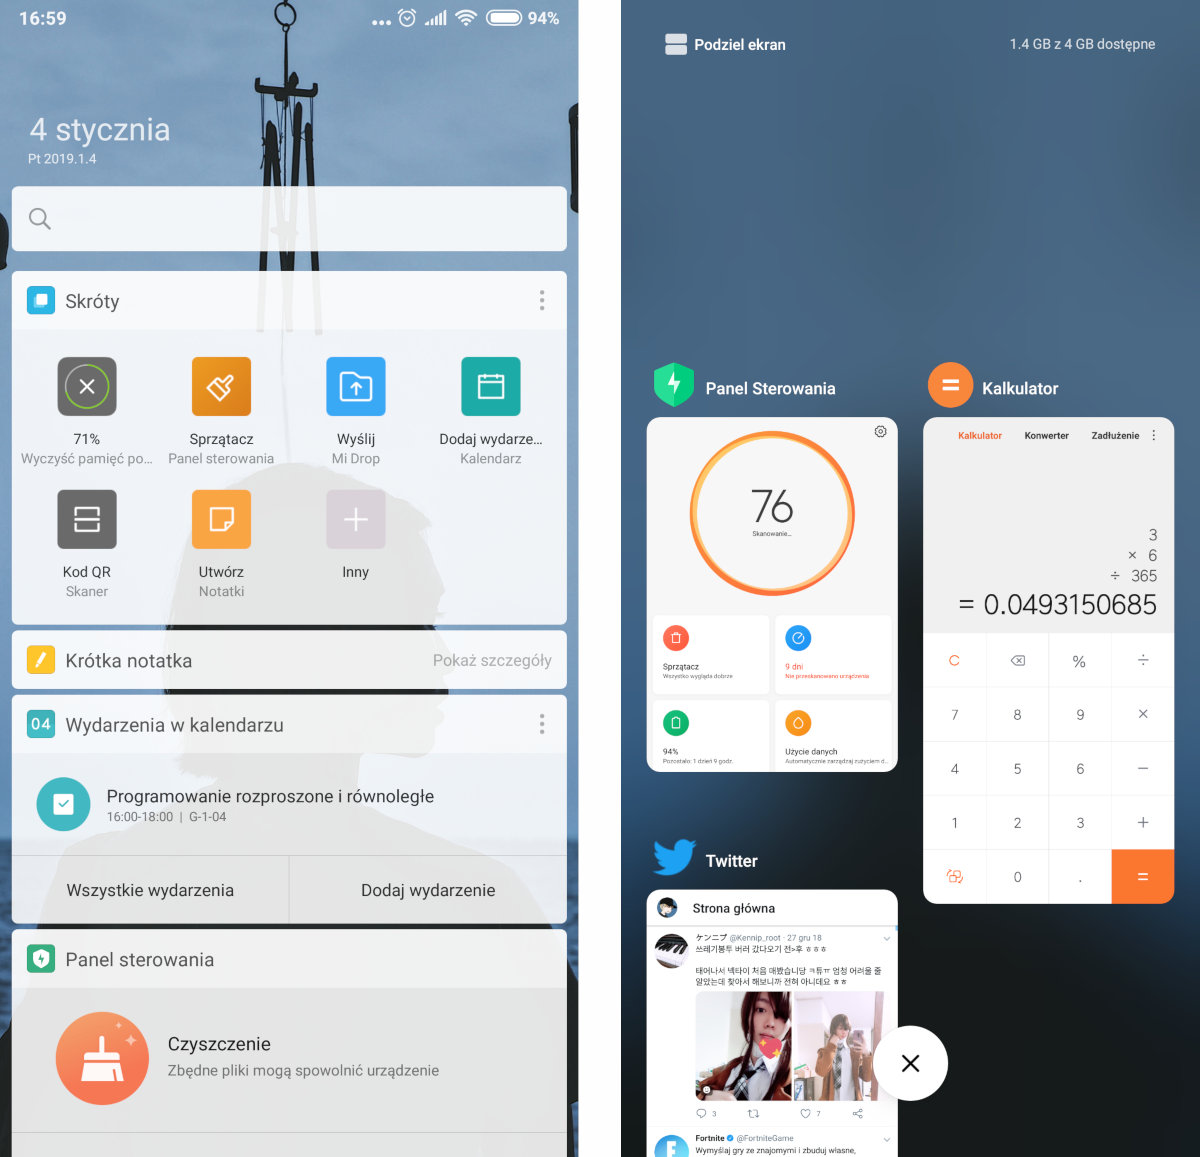 16:59
94%
4 stycznia
Pt 2019.1.4
Skróty
71%
Wyczyść pamięć po...
Sprzątacz
Panel sterowania
Wyślij
Mi Drop
Dodaj wydarze...
Kalendarz
Kod QR
Skaner
Utwórz
Notatki
Inny
Krótka notatka
Pokaż szczegóły
04
Wydarzenia w kalendarzu
Programowanie rozproszone i równoległe
16:00-18:00 | G-1-04
Wszystkie wydarzenia
Dodaj wydarzenie
Panel sterowania
Czyszczenie
Zbędne pliki mogą spowolnić urządzenie
Podziel ekran
1.4 GB z 4 GB dostępne
Panel Sterowania
76
Skanowanie...
Sprzątacz
Wszystko wygląda dobrze
9 dni
Nie przeskanowano urządzenia
94%
Pozostało: 1 dzień 9 godz.
Użycie danych
Automatycznie zarządzaj zużyciem d..
Kalkulator
Kalkulator Konwerter Zadłużenie
3
× 6
÷ 365
= 0.0493150685
C % ÷
7 8 9 ×
4 5 6 −
1 2 3 +
0 . =
Twitter
Strona główna
ケンニプ @Kennip_root · 27 gru 18
쓰레기봉투 버러 갔다오기 전>후 ㅎㅎㅎ
태어나서 넥타이 처음 매봤습니당 ㅋ튜ㅠ 엄청 어려울 줄
알았는데 찾아서 해보니까 전혀 아니데요 ㅎㅎ
3
7
Fortnite @FortniteGame
Wymyślaj gry ze znajomymi i zbuduj własne,